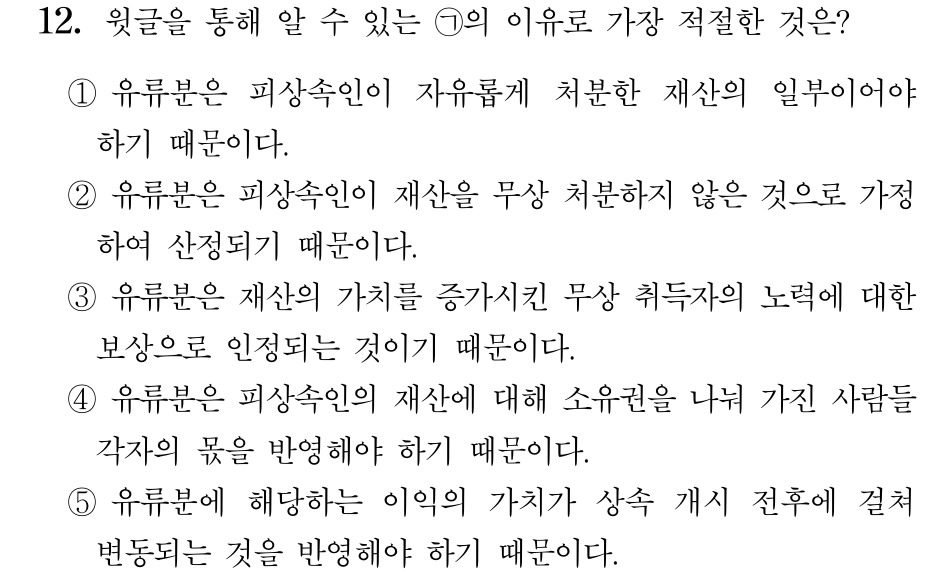 12. 윗글을 통해 알 수 있는 ㉠의 이유로 가장 적절한 것은?
① 유류분은 피상속인이 자유롭게 처분한 재산의 일부이어야
하기 때문이다.
② 유류분은 피상속인이 재산을 무상 처분하지 않은 것으로 가정
하여 산정되기 때문이다.
③ 유류분은 재산의 가치를 증가시킨 무상 취득자의 노력에 대한
보상으로 인정되는 것이기 때문이다.
④ 유류분은 피상속인의 재산에 대해 소유권을 나눠 가진 사람들
각자의 몫을 반영해야 하기 때문이다.
⑤ 유류분에 해당하는 이익의 가치가 상속 개시 전후에 걸쳐
변동되는 것을 반영해야 하기 때문이다.